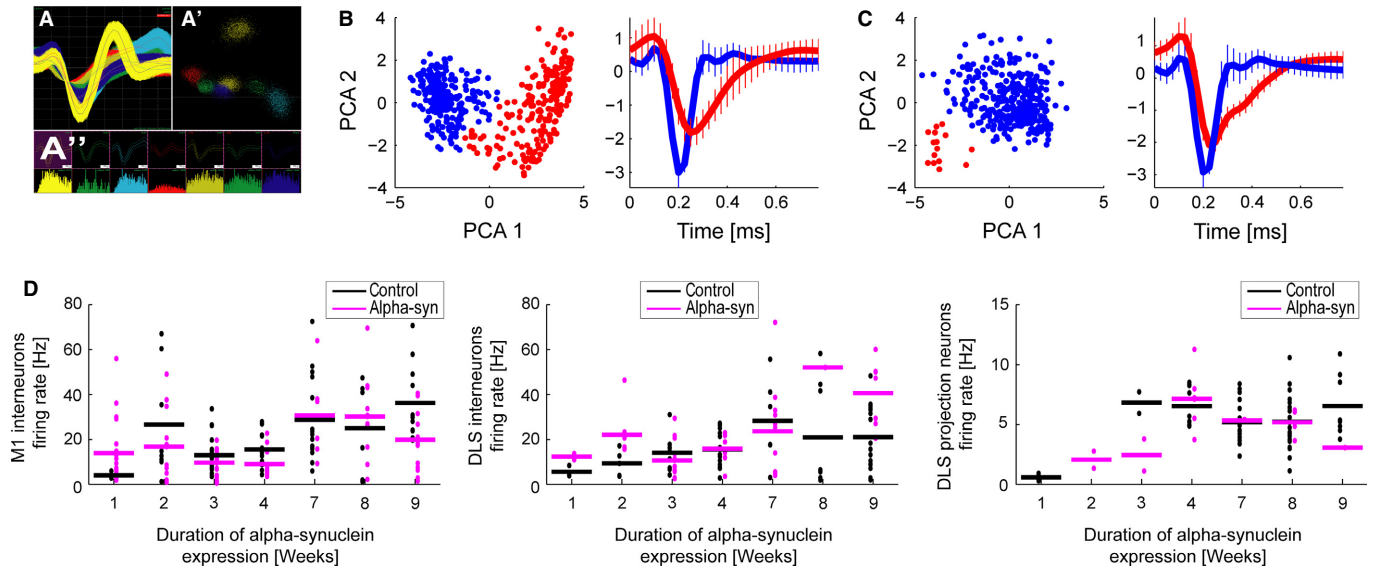 A
A'
A''
B
4
2
0
−2
−4
PCA 2
−5
0
5
PCA 1
1
0
−1
−2
−3
0
0.2
0.4
0.6
Time [ms]
C
4
2
0
−2
−4
PCA 2
−5
0
5
PCA 1
1
0
−1
−2
−3
0
0.2
0.4
0.6
Time [ms]
D
Control
Alpha-syn
M1 interneurons
firing rate [Hz]
80
60
40
20
0
1
2
3
4
7
8
9
Duration of alpha-synuclein
expression [Weeks]
Control
Alpha-syn
DLS interneurons
firing rate [Hz]
80
60
40
20
0
1
2
3
4
7
8
9
Duration of alpha-synuclein
expression [Weeks]
Control
Alpha-syn
DLS projection neurons
firing rate [Hz]
15
10
5
0
1
2
3
4
7
8
9
Duration of alpha-synuclein
expression [Weeks]